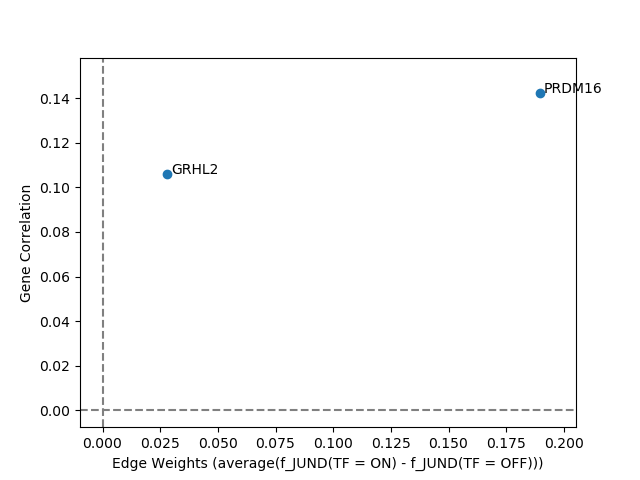 PRDM16
GRHL2
Gene Correlation
0.14
0.12
0.10
0.08
0.06
0.04
0.02
0.00
0.000 0.025 0.050 0.075 0.100 0.125 0.150 0.175 0.200
Edge Weights (average(f_JUND(TF = ON) - f_JUND(TF = OFF)))